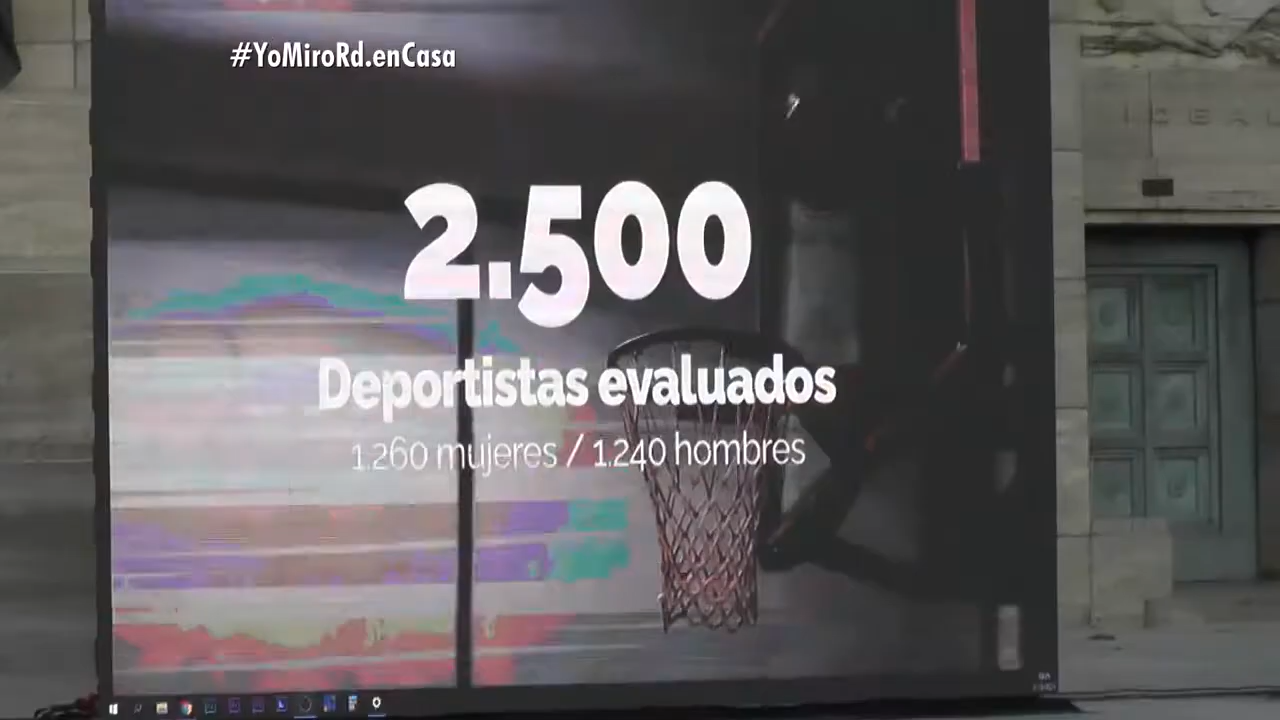 #YoMiroRd.enCasa
2.500
Deportistas evaluados
1.260 mujeres / 1.240 hombres